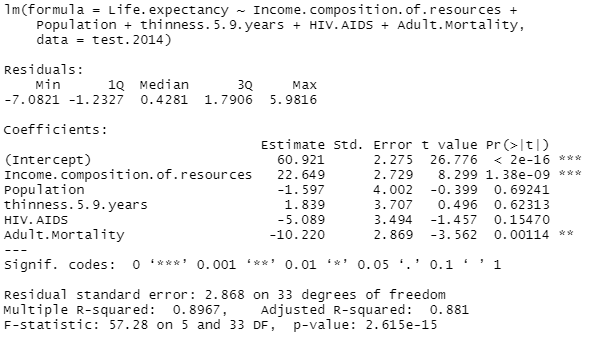 lm(formula = Life.expectancy ~ Income.composition.of.resources +
    Population + thinness.5.9.years + HIV.AIDS + Adult.Mortality,
    data = test.2014)
Residuals:
    Min      1Q  Median      3Q     Max
-7.0821 -1.2327  0.4281  1.7906  5.9816
Coefficients:
                                Estimate Std. Error t value Pr(>|t|)
(Intercept)                       60.921      2.275  26.776  < 2e-16 ***
Income.composition.of.resources   22.649      2.729   8.299 1.38e-09 ***
Population                        -1.597      4.002  -0.399  0.69241
thinness.5.9.years                 1.839      3.707   0.496  0.62313
HIV.AIDS                          -5.089      3.494  -1.457  0.15470
Adult.Mortality                  -10.220      2.869  -3.562  0.00114 **
---
Signif. codes:  0 ‘***’ 0.001 ‘**’ 0.01 ‘*’ 0.05 ‘.’ 0.1 ‘ ’ 1
Residual standard error: 2.868 on 33 degrees of freedom
Multiple R-squared:  0.8967,    Adjusted R-squared:  0.881
F-statistic: 57.28 on 5 and 33 DF,  p-value: 2.615e-15